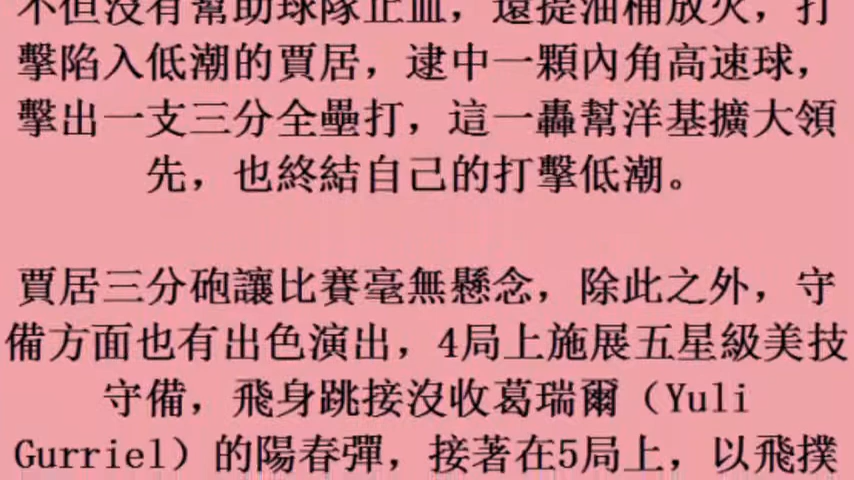 不但沒有幫助球隊止血，還提油桶放火，打
擊陷入低潮的賈居，逮中一顆內角高速球，
擊出一支三分全壘打，這一轟幫洋基擴大領
先，也終結自己的打擊低潮。
賈居三分砲讓比賽毫無懸念，除此之外，守
備方面也有出色演出，4局上施展五星級美技
守備，飛身跳接沒收葛瑞爾（Yuli
Gurriel）的陽春彈，接著在5局上，以飛撲